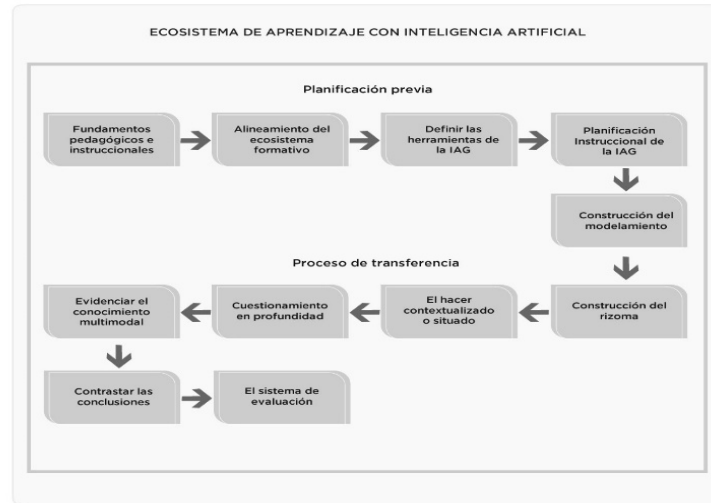 ECOSISTEMA DE APRENDIZAJE CON INTELIGENCIA ARTIFICIAL
Planificación previa
Fundamentos
pedagógicos e
instruccionales
Alineamiento del
ecosistema
formativo
Definir las
herramientas de
la IAG
Planificación
Instruccional de
la IAG
Construcción del
modelamiento
Proceso de transferencia
Construcción del
rizoma
El hacer
contextualizado
o situado
Cuestionamiento
en profundidad
Evidenciar el
conocimiento
multimodal
Contrastar las
conclusiones
El sistema de
evaluación